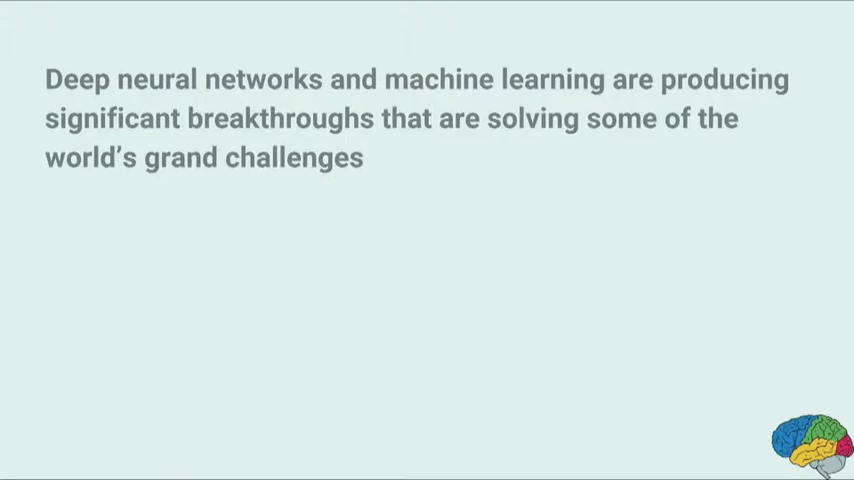 Deep neural networks and machine learning are producing
significant breakthroughs that are solving some of the
world’s grand challenges